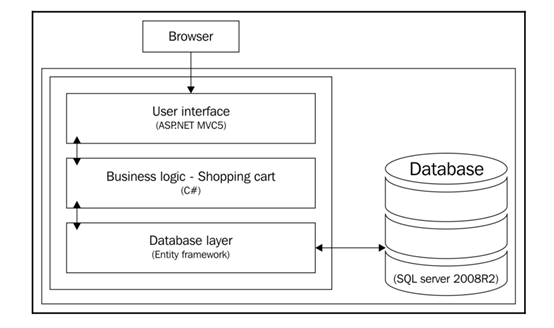 Browser
User interface
(ASP.NET MVC5)
Business logic - Shopping cart
(C#)
Database layer
(Entity framework)
Database
(SQL server 2008R2)